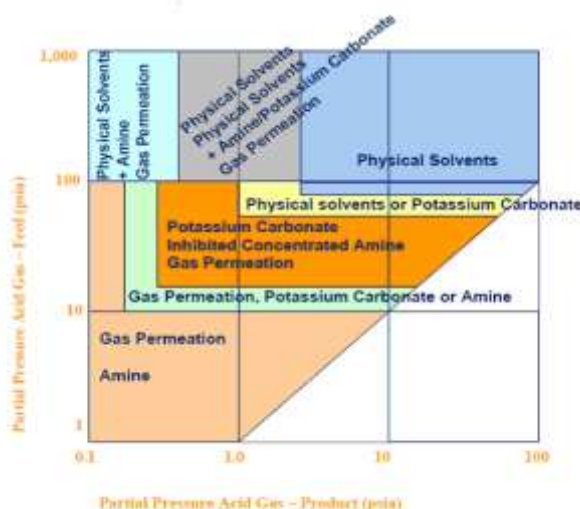 1,000
Physical Solvents
+ Amine
Gas Permeation
Physical Solvents
Physical Solvents
+ Amine/Potassium Carbonate
Gas Permeation
Physical Solvents
100
Physical solvents or Potassium Carbonate
Potassium Carbonate
Inhibited Concentrated Amine
Gas Permeation
Gas Permeation, Potassium Carbonate or Amine
10
Gas Permeation
Amine
1
0.1
1.0
10
100
Partial Pressure Acid Gas – Feed (psia)
Partial Pressure Acid Gas – Product (psia)